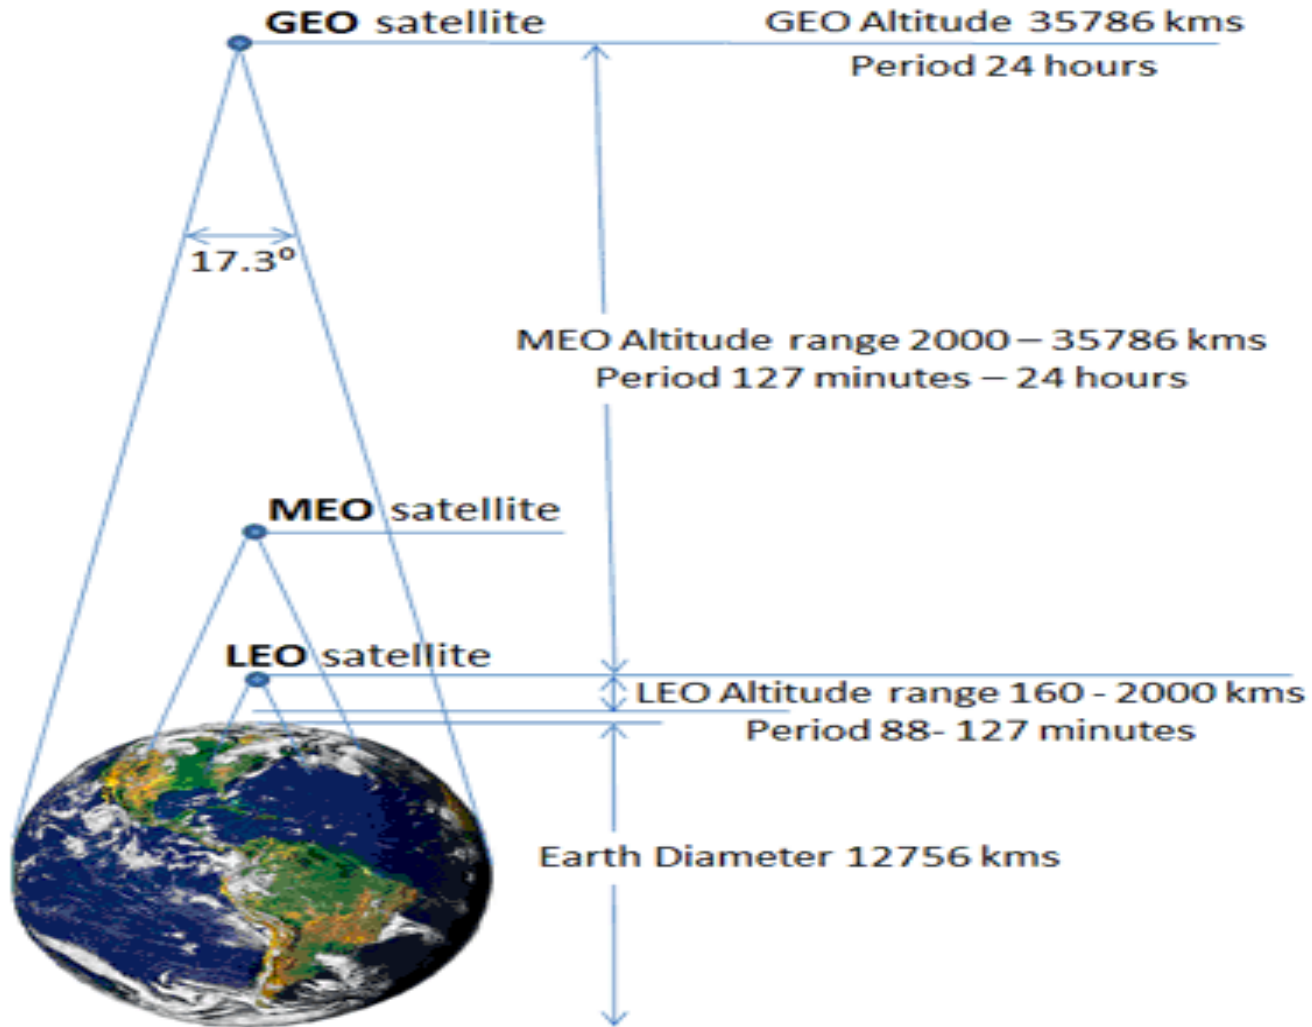 GEO satellite
GEO Altitude 35786 kms
Period 24 hours
17.3⁰
MEO Altitude range 2000 – 35786 kms
Period 127 minutes – 24 hours
MEO satellite
LEO satellite
LEO Altitude range 160 - 2000 kms
Period 88- 127 minutes
Earth Diameter 12756 kms